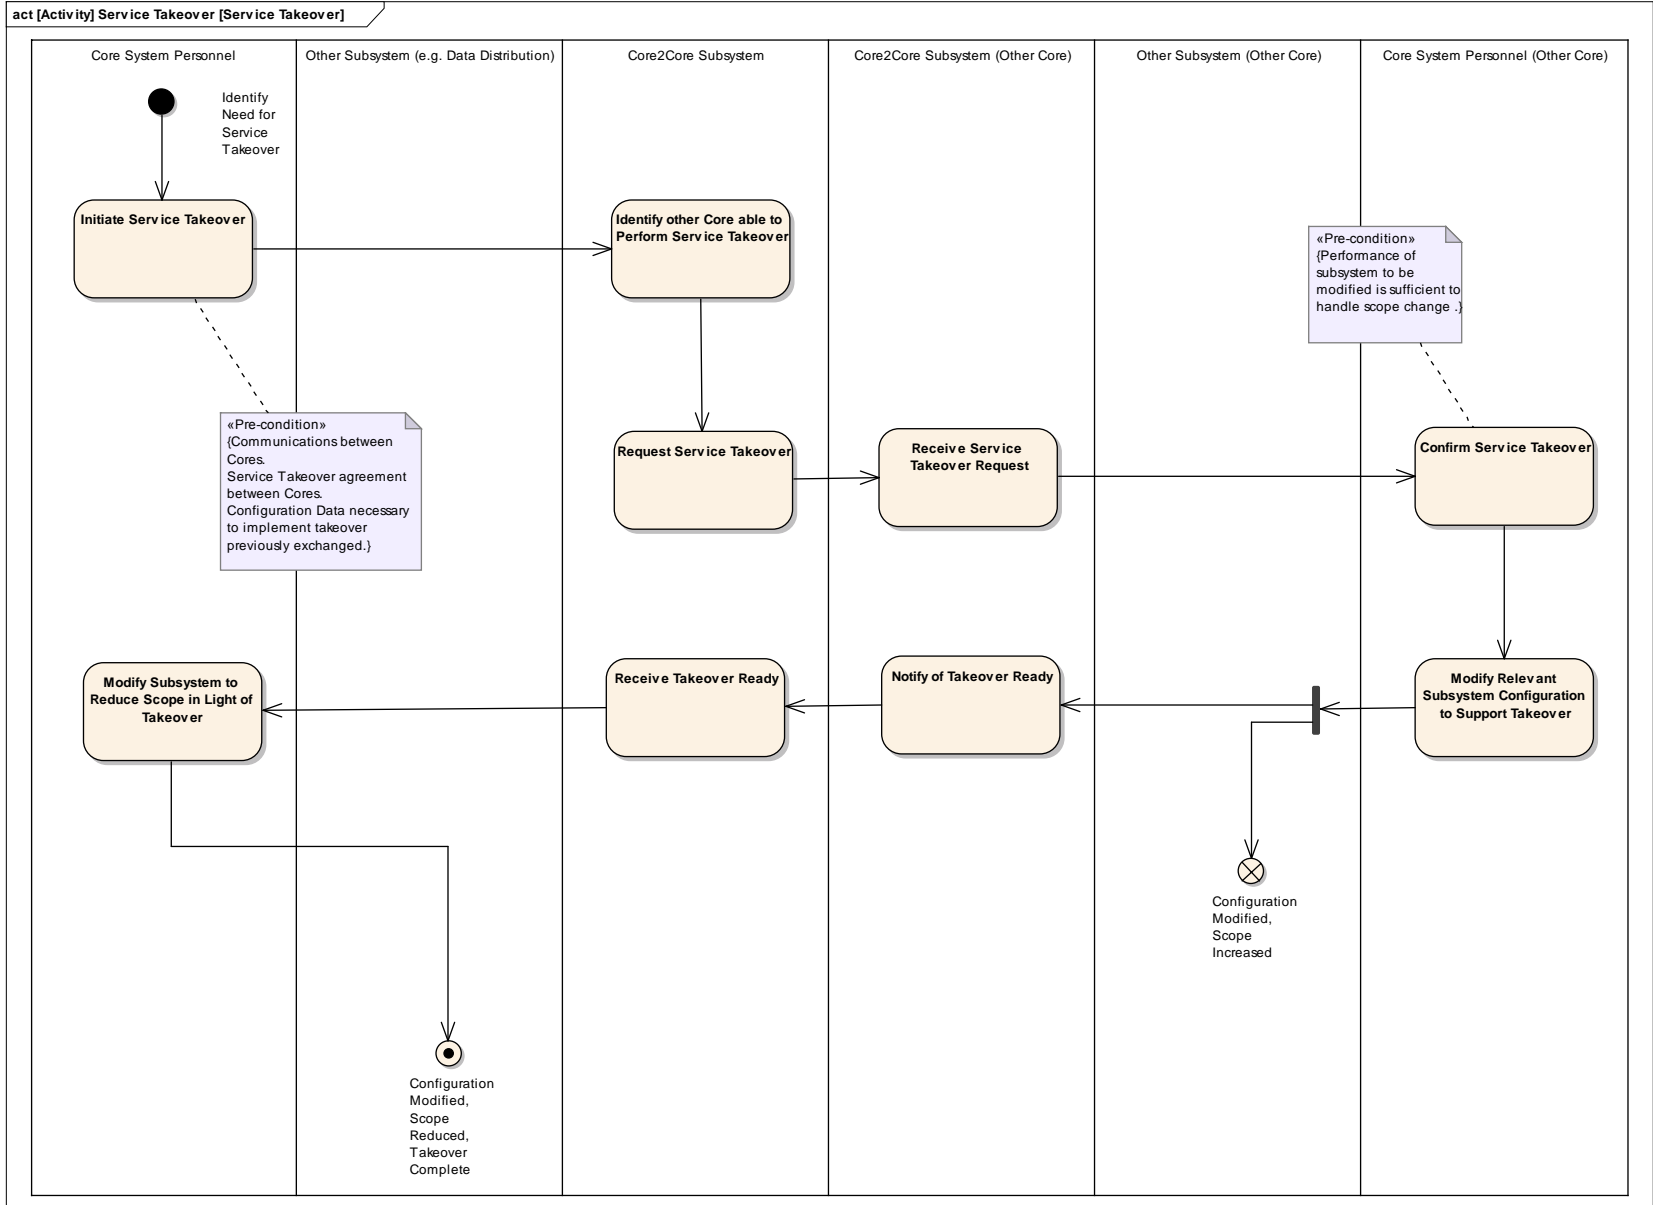 act [Activity] Service Takeover [Service Takeover]
Core System Personnel
Other Subsystem (e.g. Data Distribution)
Core2Core Subsystem
Core2Core Subsystem (Other Core)
Other Subsystem (Other Core)
Core System Personnel (Other Core)
Identify
Need for
Service
Takeover
Initiate Service Takeover
Identify other Core able to
Perform Service Takeover
«Pre-condition»
{Performance of
subsystem to be
modified is sufficient to
handle scope change .}
«Pre-condition»
{Communications between
Cores.
Service Takeover agreement
between Cores.
Configuration Data necessary
to implement takeover
previously exchanged.}
Request Service Takeover
Receive Service
Takeover Request
Confirm Service Takeover
Modify Subsystem to
Reduce Scope in Light of
Takeover
Receive Takeover Ready
Notify of Takeover Ready
Modify Relevant
Subsystem Configuration
to Support Takeover
Configuration
Modified,
Scope
Increased
Configuration
Modified,
Scope
Reduced,
Takeover
Complete